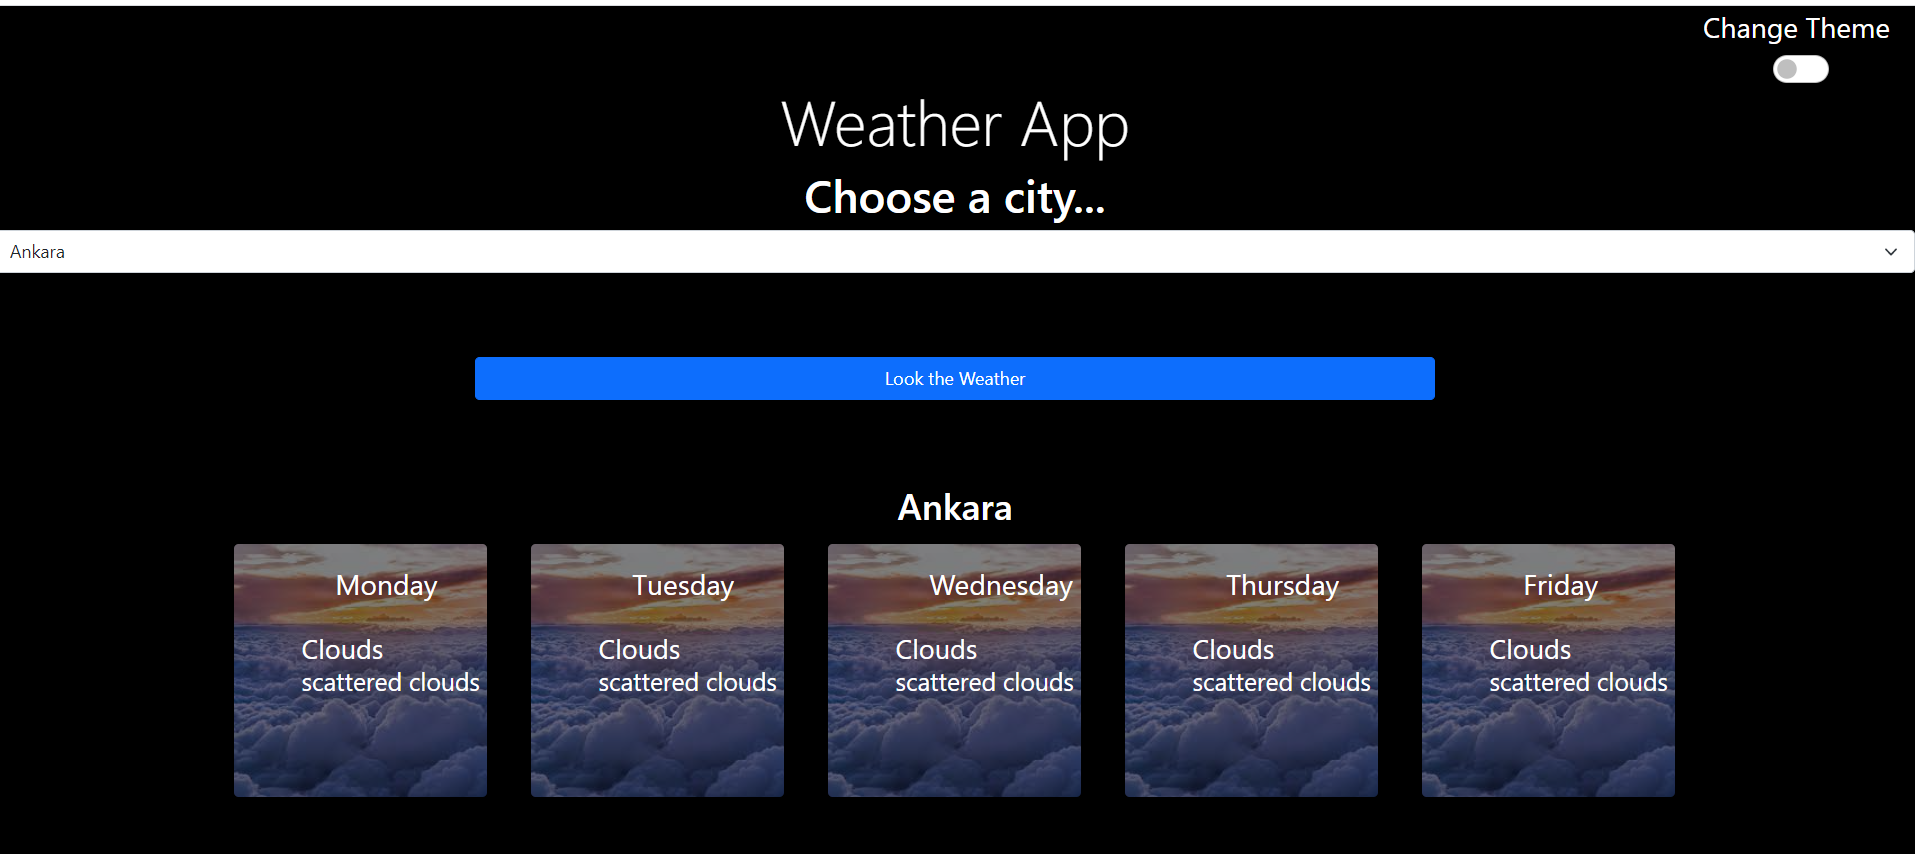 Change Theme
Weather App
Choose a city...
Ankara
Look the Weather
Ankara
Monday
Clouds
scattered clouds
Tuesday
Clouds
scattered clouds
Wednesday
Clouds
scattered clouds
Thursday
Clouds
scattered clouds
Friday
Clouds
scattered clouds